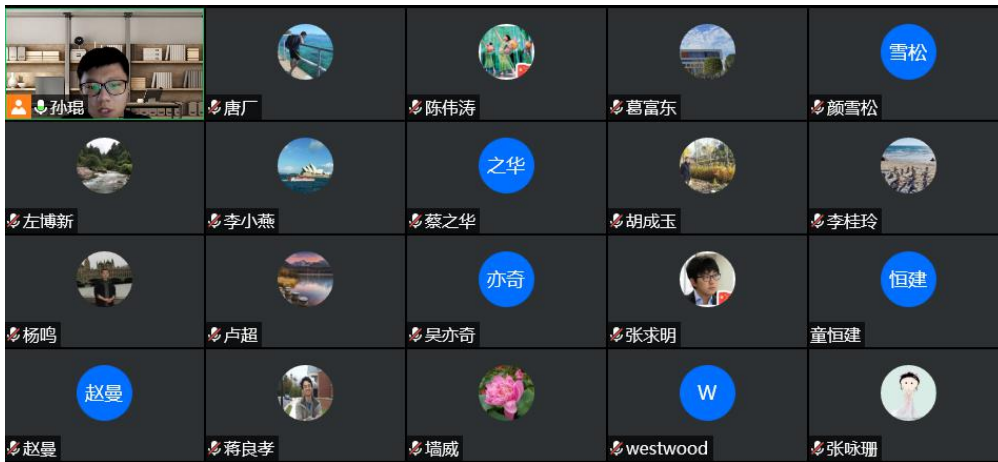 孙琨
唐厂
陈伟涛
葛富东
雪松
颜雪松
左博新
李小燕
之华
蔡之华
胡成玉
李桂玲
杨鸣
卢超
亦奇
吴亦奇
张求明
恒建
童恒建
赵曼
赵曼
蒋良孝
墙威
W
westwood
张咏珊